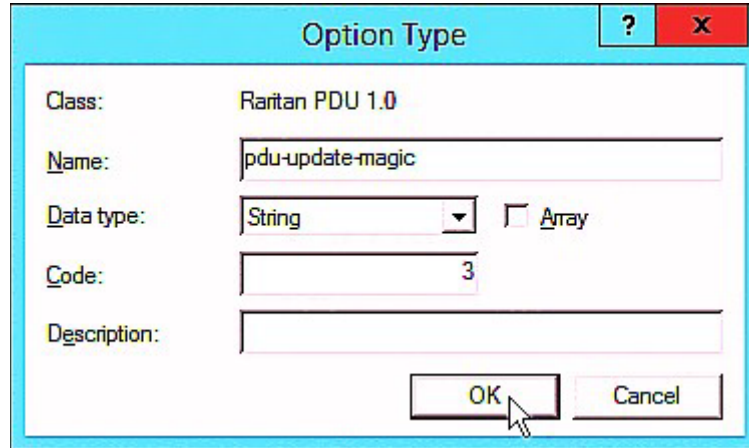 Option Type
?
x
Class: Raritan PDU 1.0
Name: pdu-update-magic
Data type: String Array
Code: 3
Description:
OK Cancel